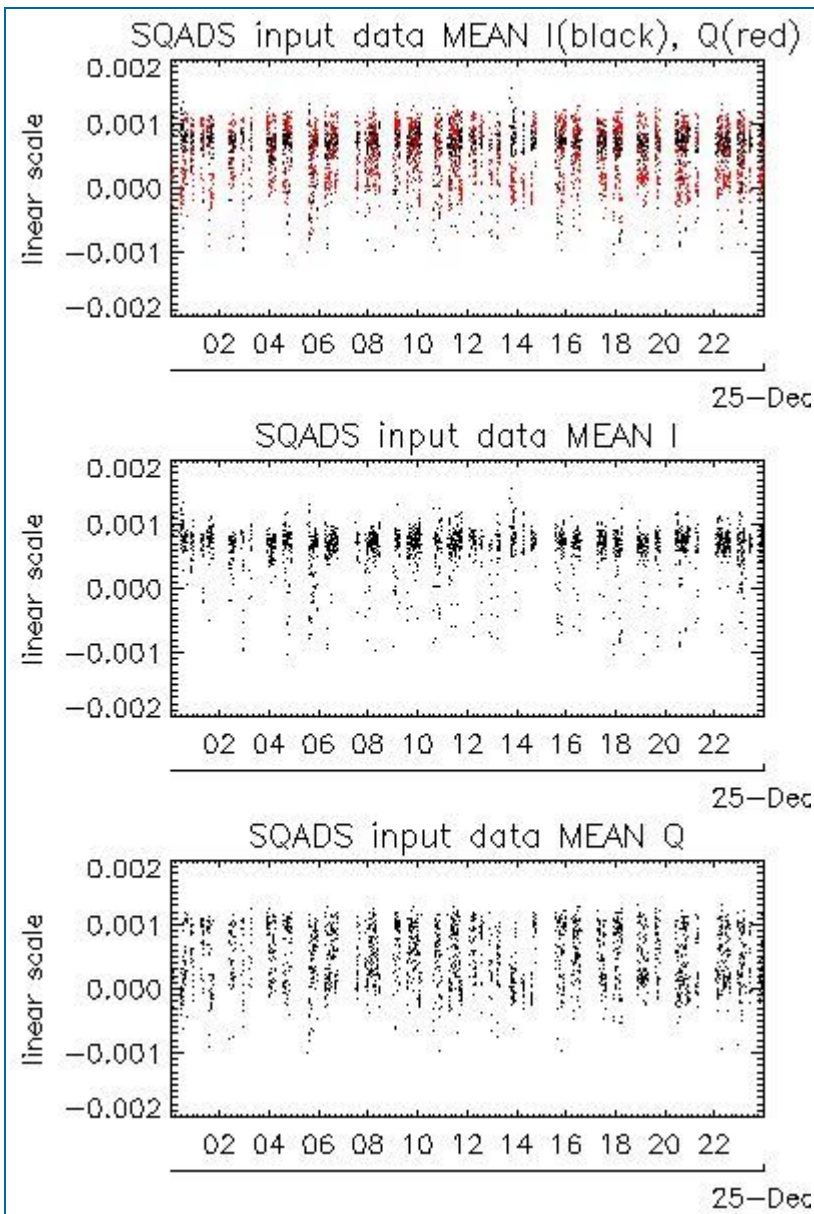 SQADS input data MEAN I(black), Q(red)
0.002
0.001
0.000
-0.001
-0.002
linear scale
02 04 06 08 10 12 14 16 18 20 22
25-Dec
SQADS input data MEAN I
0.002
0.001
0.000
-0.001
-0.002
linear scale
02 04 06 08 10 12 14 16 18 20 22
25-Dec
SQADS input data MEAN Q
0.002
0.001
0.000
-0.001
-0.002
linear scale
02 04 06 08 10 12 14 16 18 20 22
25-Dec